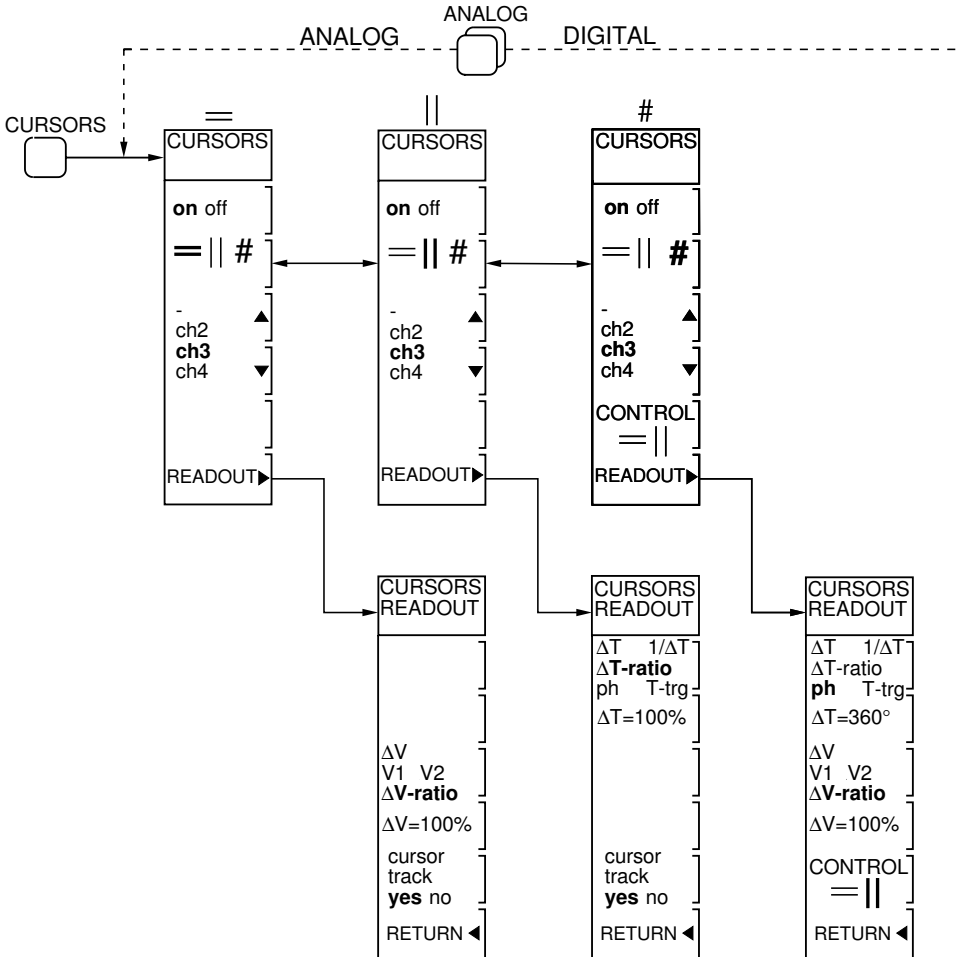 ANALOG
ANALOG DIGITAL
CURSORS
=
||
#
CURSORS
on off
= || #
-
ch2
ch3 ▲
ch4 ▼
READOUT▶
CURSORS
on off
= || #
-
ch2
ch3 ▲
ch4 ▼
READOUT▶
CURSORS
on off
= || #
-
ch2
ch3 ▲
ch4 ▼
CONTROL
= ||
READOUT▶
CURSORS
READOUT
ΔV
V1 V2
ΔV-ratio
ΔV=100%
cursor
track
yes no
RETURN ◀
CURSORS
READOUT
ΔT 1/ΔT
ΔT-ratio
ph T-trg
ΔT=100%
cursor
track
yes no
RETURN ◀
CURSORS
READOUT
ΔT 1/ΔT
ΔT-ratio
ph T-trg
ΔT=360°
ΔV
V1 V2
ΔV-ratio
ΔV=100%
CONTROL
= ||
RETURN ◀